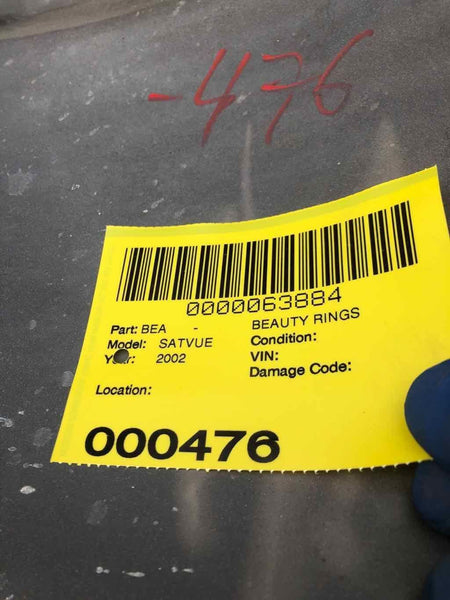 -476
0000063884
Part: BEA - BEAUTY RINGS
Model: SATVUE Condition:
Year: 2002 VIN:
Damage Code:
Location:
000476